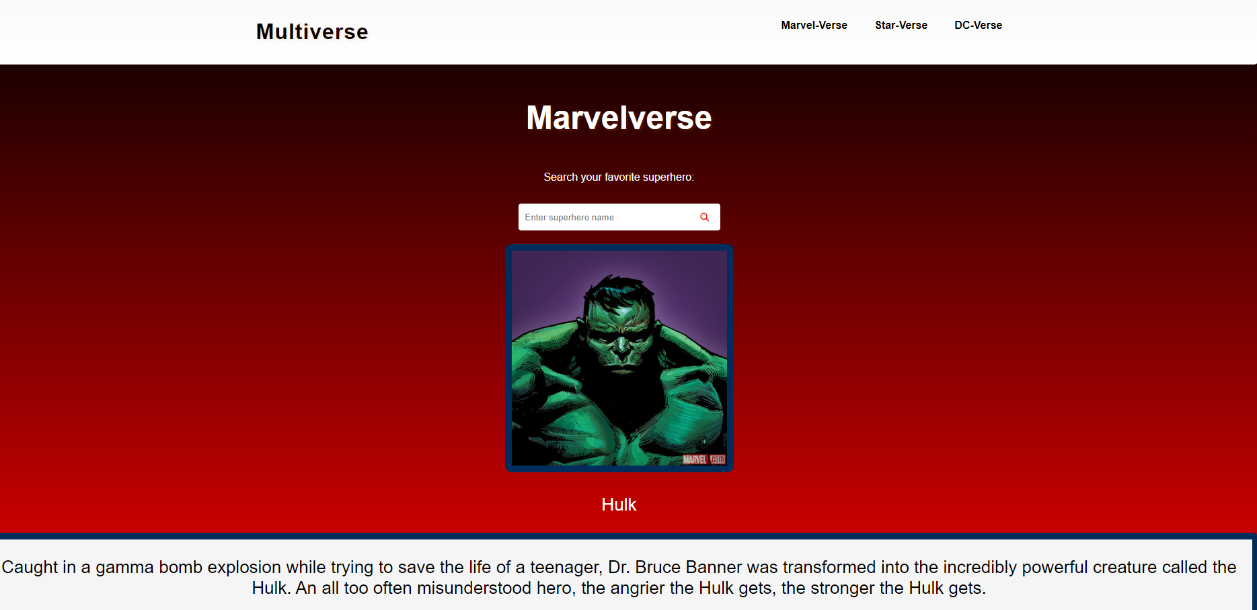 Multiverse
Marvel-Verse Star-Verse DC-Verse
Marvelverse
Search your favorite superhero:
Enter superhero name
MARVEL
Hulk
Caught in a gamma bomb explosion while trying to save the life of a teenager, Dr. Bruce Banner was transformed into the incredibly powerful creature called the
Hulk. An all too often misunderstood hero, the angrier the Hulk gets, the stronger the Hulk gets.